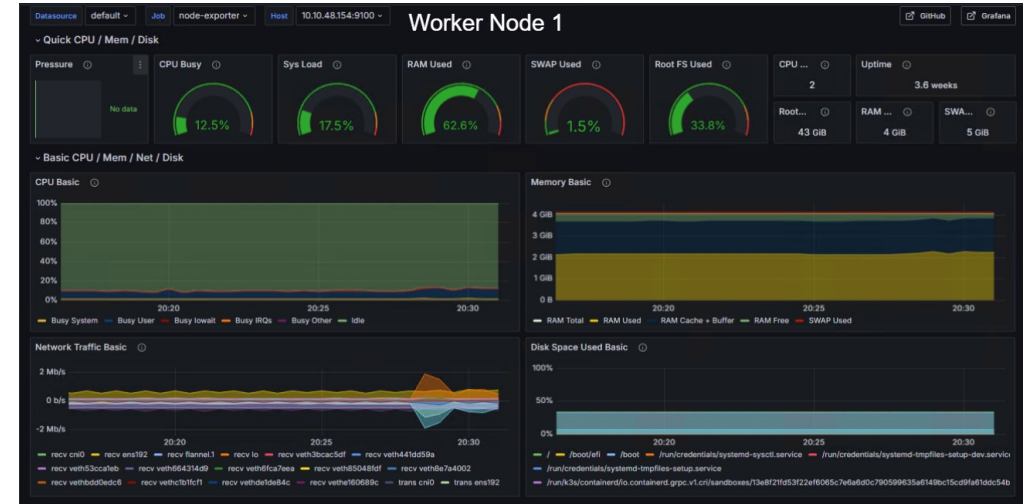 Datasource default Job node-exporter Host 10.10.48.154:9100 Worker Node 1 GitHub Grafana
Quick CPU / Mem / Disk
Pressure CPU Busy Sys Load RAM Used SWAP Used Root FS Used CPU ... Uptime
2 3.6 weeks
No data 12.5% 17.5% 62.6% 1.5% 33.8%
Root... RAM ... SWA...
43 GiB 4 GiB 5 GiB
Basic CPU / Mem / Net / Disk
CPU Basic
100%
80%
60%
40%
20%
0%
20:20 20:25 20:30
Busy System Busy User Busy Iowait Busy IRQs Busy Other Idle
Memory Basic
4 GiB
3 GiB
2 GiB
1 GiB
0 B
20:20 20:25 20:30
RAM Total RAM Used RAM Cache + Buffer RAM Free SWAP Used
Network Traffic Basic
2 Mb/s
0 b/s
-2 Mb/s
20:20 20:25 20:30
recv cni0 recv ens192 recv flannel.1 recv lo recv veth3bcac5df recv veth441dd59a
recv veth53cca1eb recv veth664314d9 recv veth6fca7eea recv veth85048fdf recv veth8e7a4002
recv vethbdd0edc6 recv vethc1b1fcf1 recv vethde1de84c recv vethe160689c trans cni0 trans ens192
Disk Space Used Basic
100%
50%
0%
20:20 20:25 20:30
/ /boot/efi /boot /run/credentials/systemd-sysctl.service /run/credentials/systemd-tmpfiles-setup-dev.service
/run/credentials/systemd-tmpfiles-setup.service